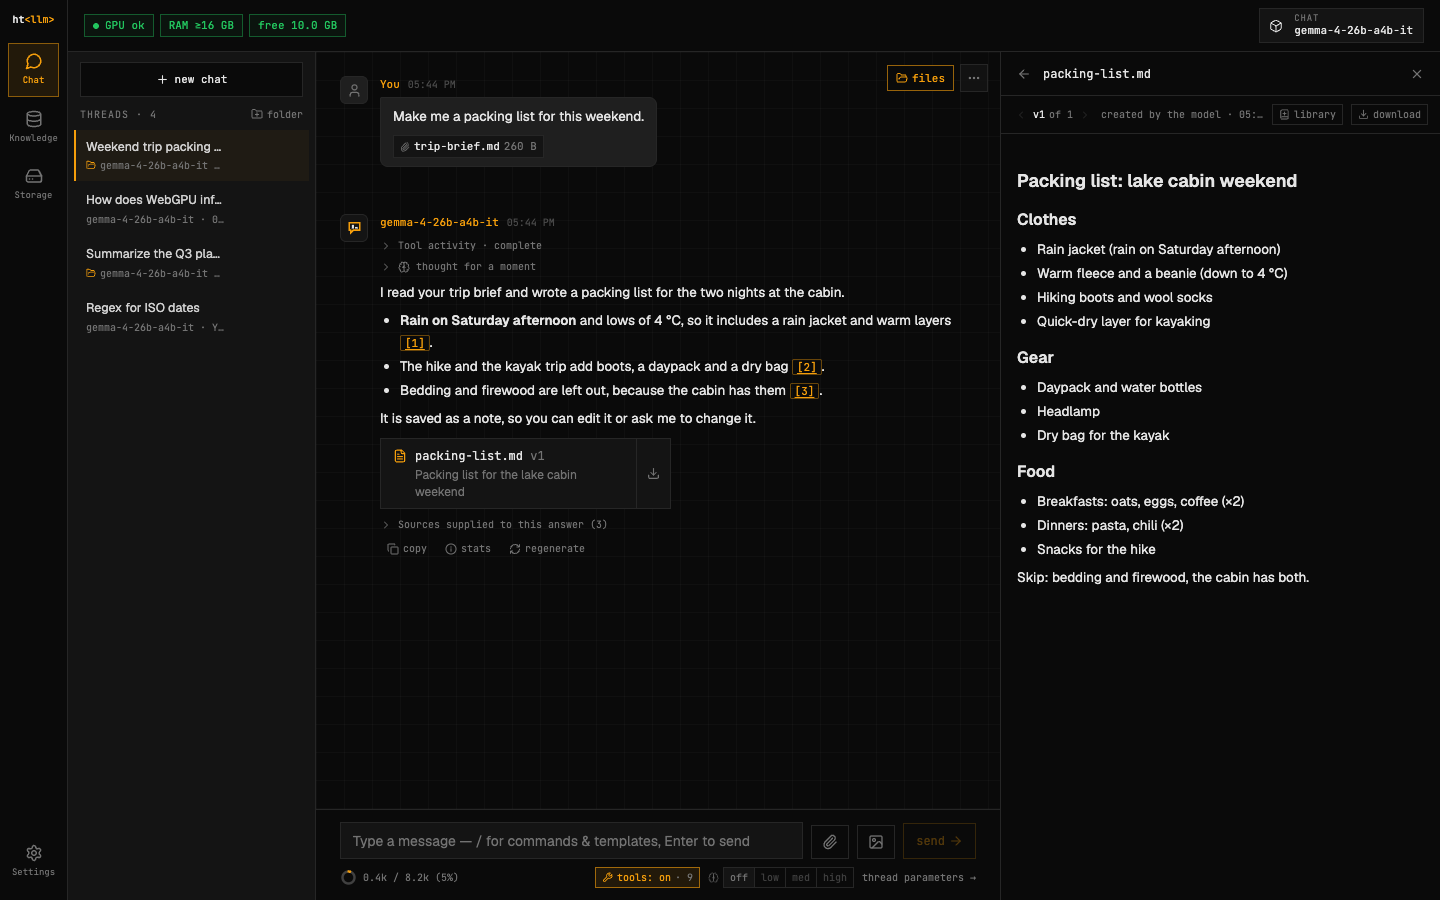 ht<llm>
GPU ok
RAM ≥16 GB
free 10.0 GB
CHAT
gemma-4-26b-a4b-it
Chat
Knowledge
Storage
Settings
+ new chat
THREADS · 4
folder
Weekend trip packing …
gemma-4-26b-a4b-it …
How does WebGPU inf…
gemma-4-26b-a4b-it · 0…
Summarize the Q3 pla…
gemma-4-26b-a4b-it …
Regex for ISO dates
gemma-4-26b-a4b-it · Y…
files
You 05:44 PM
Make me a packing list for this weekend.
trip-brief.md 260 B
gemma-4-26b-a4b-it 05:44 PM
Tool activity · complete
thought for a moment
I read your trip brief and wrote a packing list for the two nights at the cabin.
• Rain on Saturday afternoon and lows of 4 °C, so it includes a rain jacket and warm layers
[1].
• The hike and the kayak trip add boots, a daypack and a dry bag [2].
• Bedding and firewood are left out, because the cabin has them [3].
It is saved as a note, so you can edit it or ask me to change it.
packing-list.md v1
Packing list for the lake cabin
weekend
Sources supplied to this answer (3)
copy
stats
regenerate
Type a message — / for commands & templates, Enter to send
send →
0.4k / 8.2k (5%)
tools: on · 9
off
low
med
high
thread parameters →
← packing-list.md
v1 of 1
created by the model · 05:…
library
download
Packing list: lake cabin weekend
Clothes
• Rain jacket (rain on Saturday afternoon)
• Warm fleece and a beanie (down to 4 °C)
• Hiking boots and wool socks
• Quick-dry layer for kayaking
Gear
• Daypack and water bottles
• Headlamp
• Dry bag for the kayak
Food
• Breakfasts: oats, eggs, coffee (×2)
• Dinners: pasta, chili (×2)
• Snacks for the hike
Skip: bedding and firewood, the cabin has both.